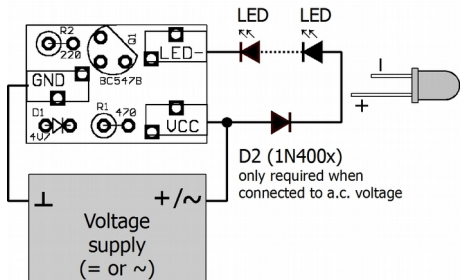 LED LED
R2
220
Q1
BC547B
LED-
GND
D1
4V7
R1 470
VCC
–
+
D2 (1N400x)
only required when
connected to a.c. voltage
⊥ +/~
Voltage
supply
(= or ~)